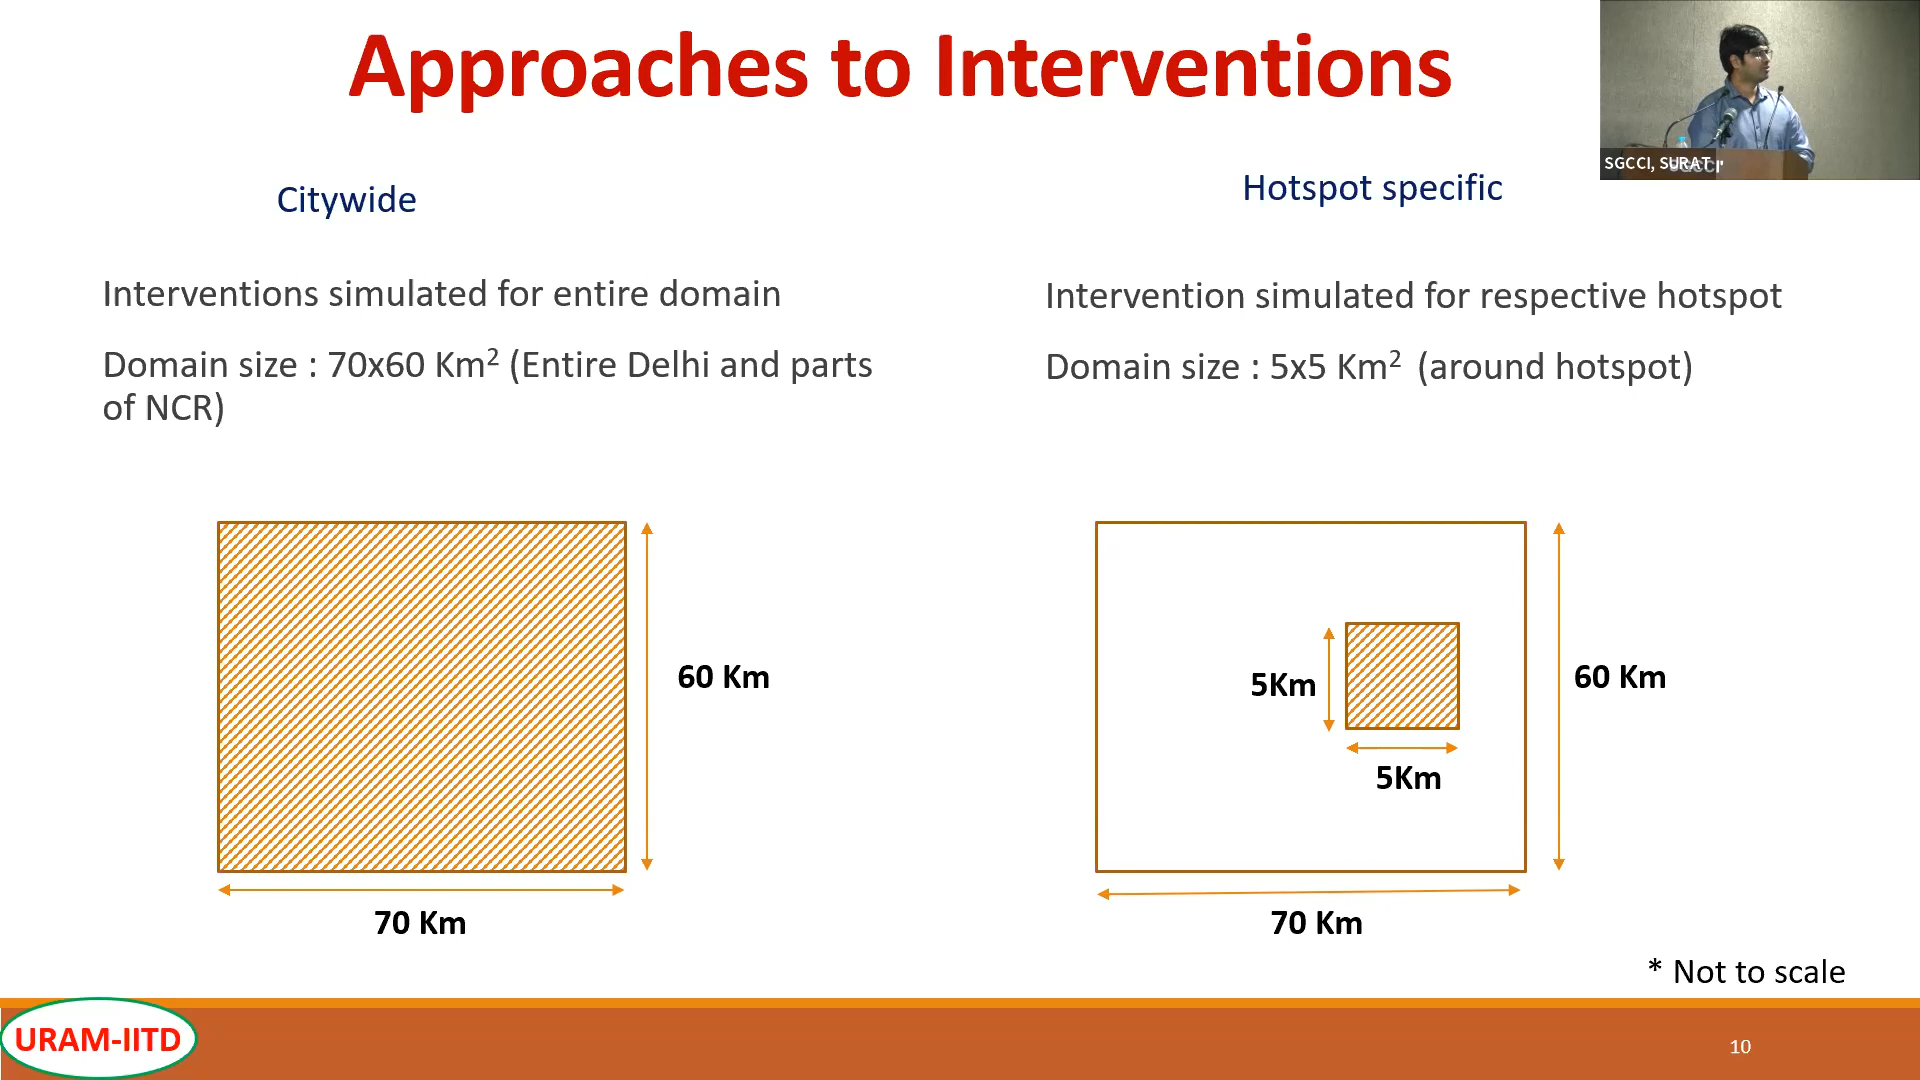 Approaches to Interventions
SGCCI, SURAT
Citywide
Hotspot specific
Interventions simulated for entire domain
Domain size : 70x60 Km² (Entire Delhi and parts
of NCR)
Intervention simulated for respective hotspot
Domain size : 5x5 Km² (around hotspot)
60 Km
70 Km
5Km
5Km
60 Km
70 Km
* Not to scale
URAM-IITD
10